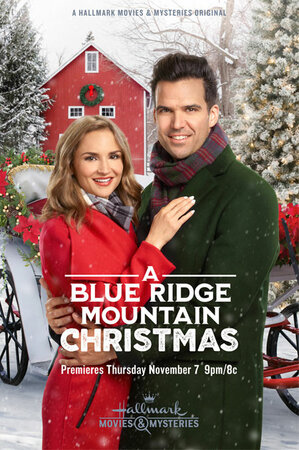 A HALLMARK MOVIES & MYSTERIES ORIGINAL
A
BLUE RIDGE
MOUNTAIN
CHRISTMAS
Premieres Thursday November 7 9pm/8c
Hallmark
MOVIES & MYSTERIES